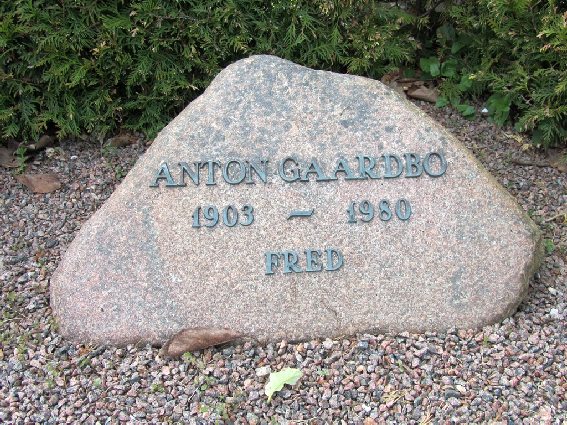 ANTON GAARDBO
1903 ~ 1980
FRED